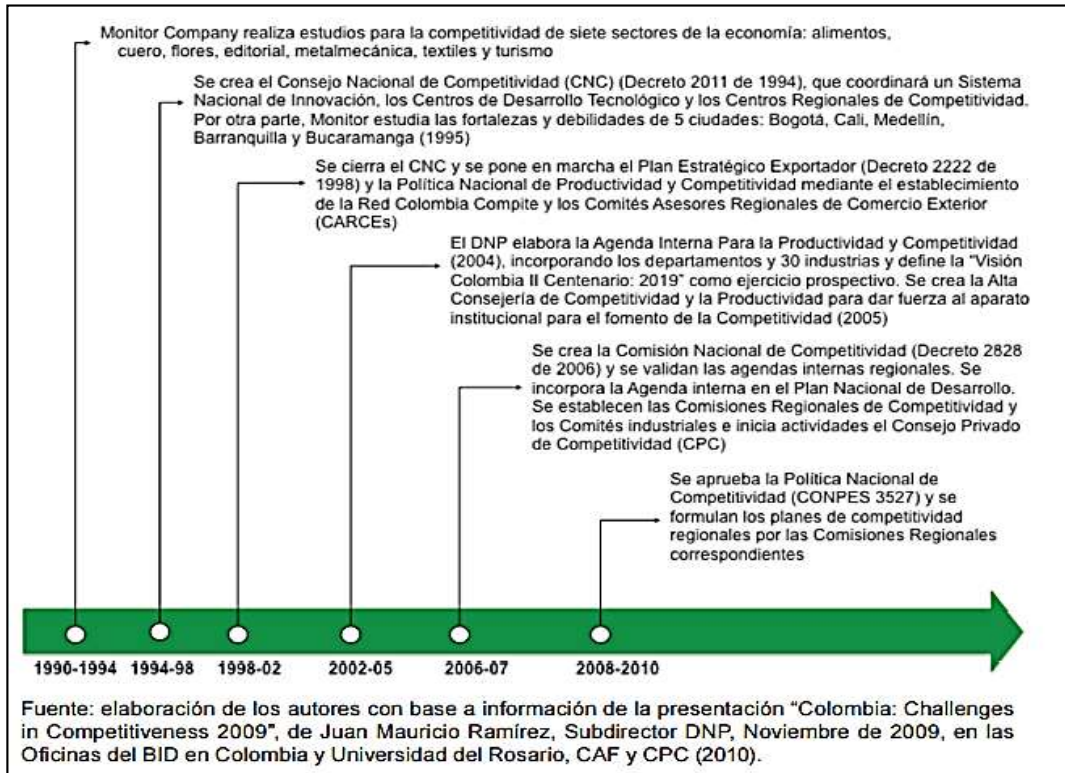 Monitor Company realiza estudios para la competitividad de siete sectores de la economía: alimentos,
cuero, flores, editorial, metalmecánica, textiles y turismo
Se crea el Consejo Nacional de Competitividad (CNC) (Decreto 2011 de 1994), que coordinará un Sistema
Nacional de Innovación, los Centros de Desarrollo Tecnológico y los Centros Regionales de Competitividad.
Por otra parte, Monitor estudia las fortalezas y debilidades de 5 ciudades: Bogotá, Cali, Medellín,
Barranquilla y Bucaramanga (1995)
Se cierra el CNC y se pone en marcha el Plan Estratégico Exportador (Decreto 2222 de
1998) y la Política Nacional de Productividad y Competitividad mediante el establecimiento
de la Red Colombia Compite y los Comités Asesores Regionales de Comercio Exterior
(CARCEs)
El DNP elabora la Agenda Interna Para la Productividad y Competitividad
(2004), incorporando los departamentos y 30 industrias y define la “Visión
Colombia II Centenario: 2019” como ejercicio prospectivo. Se crea la Alta
Consejería de Competitividad y la Productividad para dar fuerza al aparato
institucional para el fomento de la Competitividad (2005)
Se crea la Comisión Nacional de Competitividad (Decreto 2828
de 2006) y se validan las agendas internas regionales. Se
incorpora la Agenda interna en el Plan Nacional de Desarrollo.
Se establecen las Comisiones Regionales de Competitividad y
los Comités industriales e inicia actividades el Consejo Privado
de Competitividad (CPC)
Se aprueba la Política Nacional de
Competitividad (CONPES 3527) y se
formulan los planes de competitividad
regionales por las Comisiones Regionales
correspondientes
1990-1994 1994-98 1998-02 2002-05 2006-07 2008-2010
Fuente: elaboración de los autores con base a información de la presentación “Colombia: Challenges
in Competitiveness 2009”, de Juan Mauricio Ramírez, Subdirector DNP, Noviembre de 2009, en las
Oficinas del BID en Colombia y Universidad del Rosario, CAF y CPC (2010).